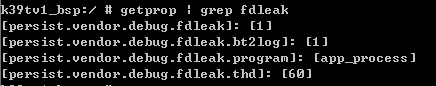 k39tv1_bsp:/ # getprop | grep fdleak
[persist.vendor.debug.fdleak]: [1]
[persist.vendor.debug.fdleak.bt2log]: [1]
[persist.vendor.debug.fdleak.program]: [app_process]
[persist.vendor.debug.fdleak.thd]: [60]